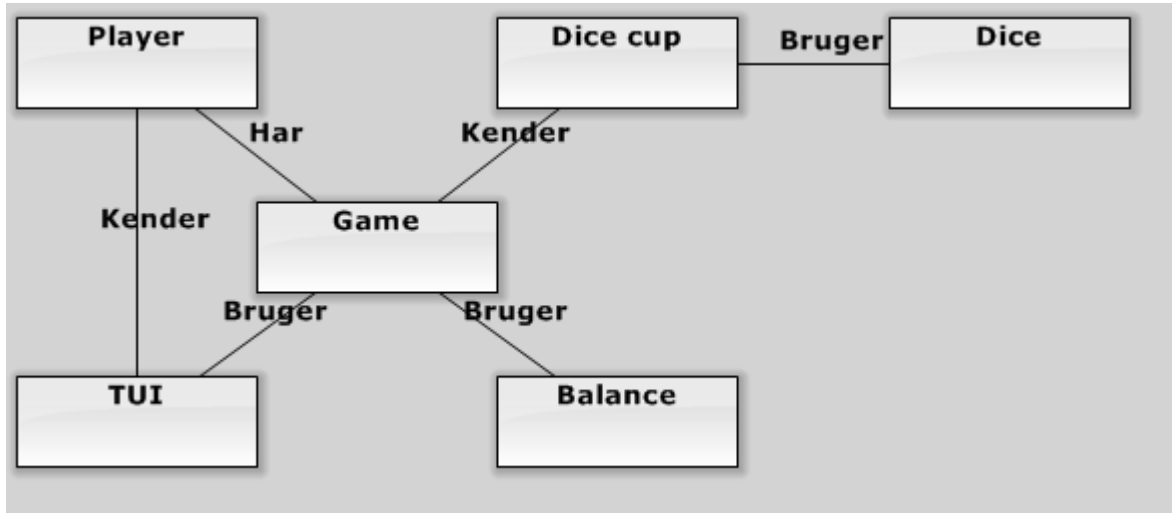 Player
Dice cup
Bruger
Dice
Har
Kender
Kender
Game
Bruger
Bruger
TUI
Balance